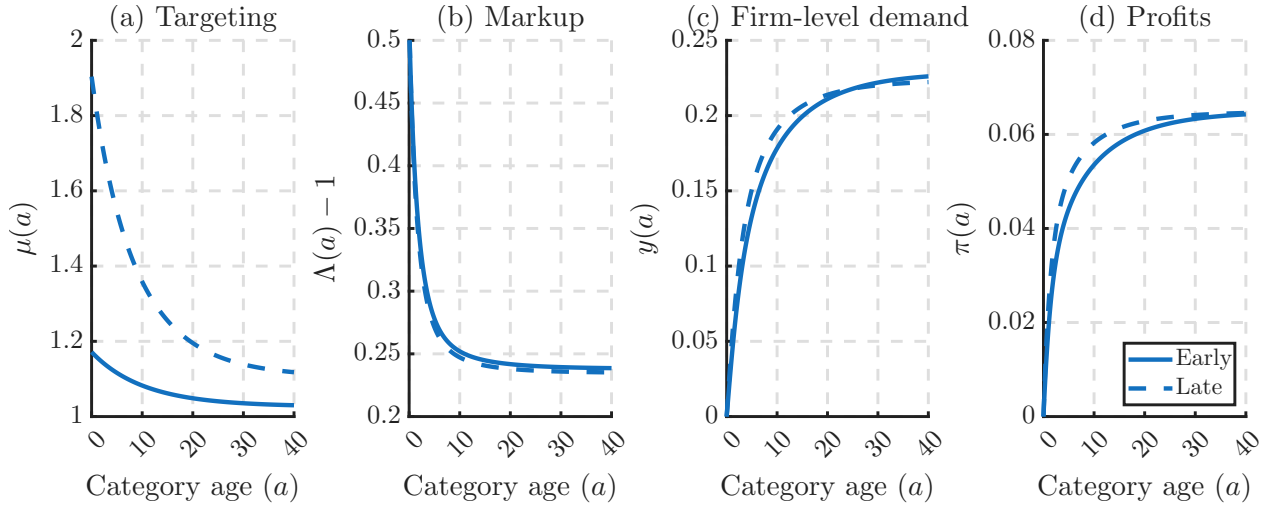 (a) Targeting
2
1.8
1.6
1.4
1.2
1
μ(a)
0 10 20 30 40
Category age (a)
(b) Markup
0.5
0.45
0.4
0.35
0.3
0.25
0.2
Λ(a) − 1
0 10 20 30 40
Category age (a)
(c) Firm-level demand
0.25
0.2
0.15
0.1
0.05
0
y(a)
0 10 20 30 40
Category age (a)
(d) Profits
0.08
0.06
0.04
0.02
0
π(a)
0 10 20 30 40
Category age (a)
Early
Late